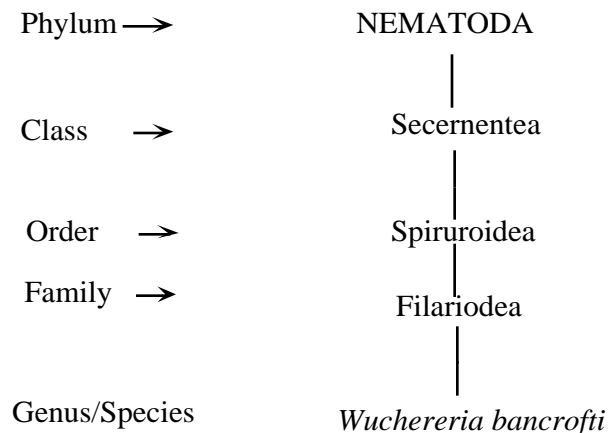 Phylum NEMATODA
Class Secernentea
Order Spiruroidea
Family Filariodea
Genus/Species Wuchereria bancrofti